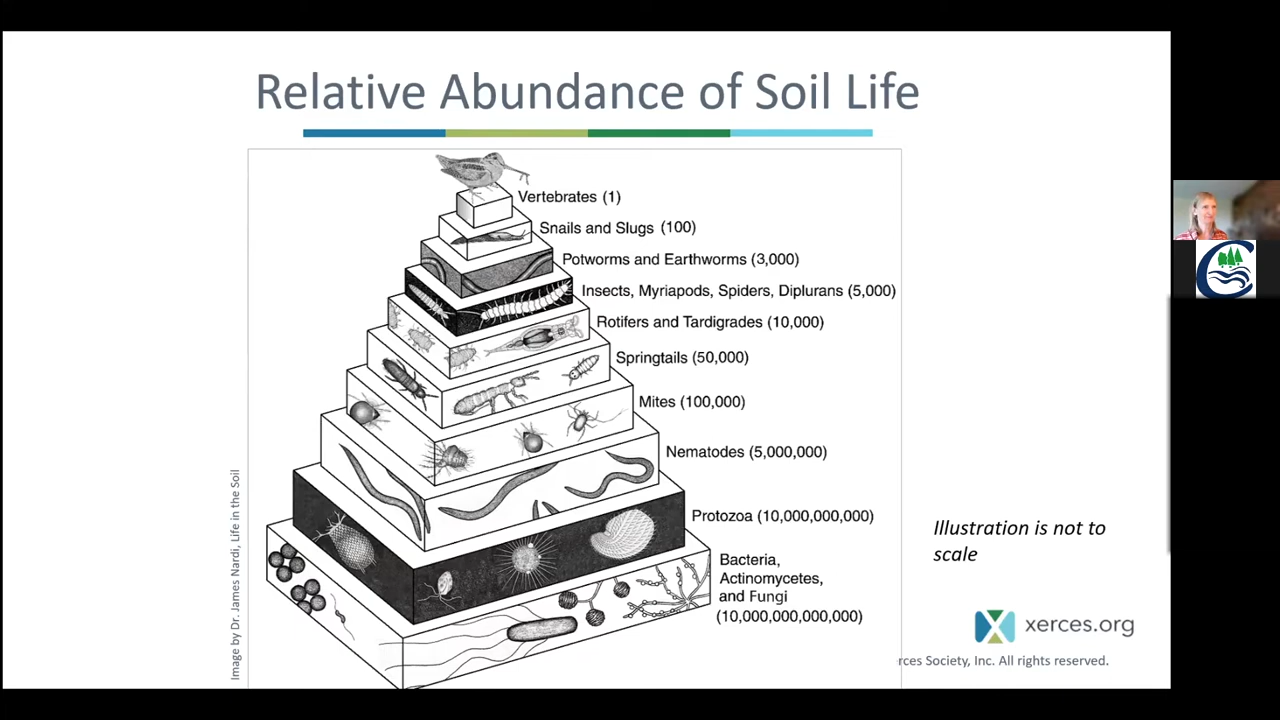 Relative Abundance of Soil Life
Vertebrates (1)
Snails and Slugs (100)
Potworms and Earthworms (3,000)
Insects, Myriapods, Spiders, Diplurans (5,000)
Rotifers and Tardigrades (10,000)
Springtails (50,000)
Mites (100,000)
Nematodes (5,000,000)
Protozoa (10,000,000,000)
Bacteria,
Actinomycetes,
and Fungi
(10,000,000,000,000)
Image by Dr. James Nardi, Life in the Soil
Illustration is not to
scale
xerces.org
rces Society, Inc. All rights reserved.